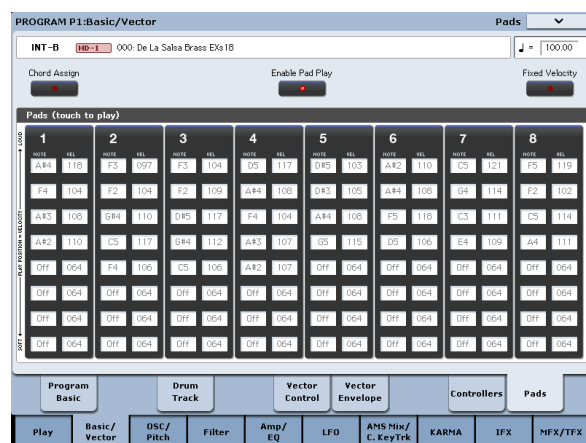 PROGRAM P1:Basic/Vector Pads
INT-B HD-1 000: De La Salsa Brass EXs18 ♩ = 100.00
Chord Assign Enable Pad Play Fixed Velocity
Pads (touch to play)
SOFT ← PLAY POSITION = VELOCITY → LOUD
1 2 3 4 5 6 7 8
NOTE VEL NOTE VEL NOTE VEL NOTE VEL NOTE VEL NOTE VEL NOTE VEL NOTE VEL
A#4 118 F3 097 F3 104 D5 117 D#5 103 A#2 110 C5 121 F5 119
F4 104 F2 104 F2 109 A#4 108 D#3 105 A#4 108 G4 114 F2 102
A#3 108 G#4 110 D#5 117 F4 104 A#4 108 F5 118 C3 111 C5 114
A#2 110 C5 117 G#4 112 A#3 107 G5 115 D5 106 E4 109 A4 111
Off 064 F4 106 C5 106 A#2 107 Off 064 Off 064 Off 064 Off 064
Off 064 Off 064 Off 064 Off 064 Off 064 Off 064 Off 064 Off 064
Off 064 Off 064 Off 064 Off 064 Off 064 Off 064 Off 064 Off 064
Off 064 Off 064 Off 064 Off 064 Off 064 Off 064 Off 064 Off 064
Program Drum Vector Vector
Basic Track Control Envelope Controllers Pads
Play Basic/ OSC/ Filter Amp/ LFO AMS Mix/ KARMA IFX MFX/TFX
Vector Pitch EQ C. KeyTrk